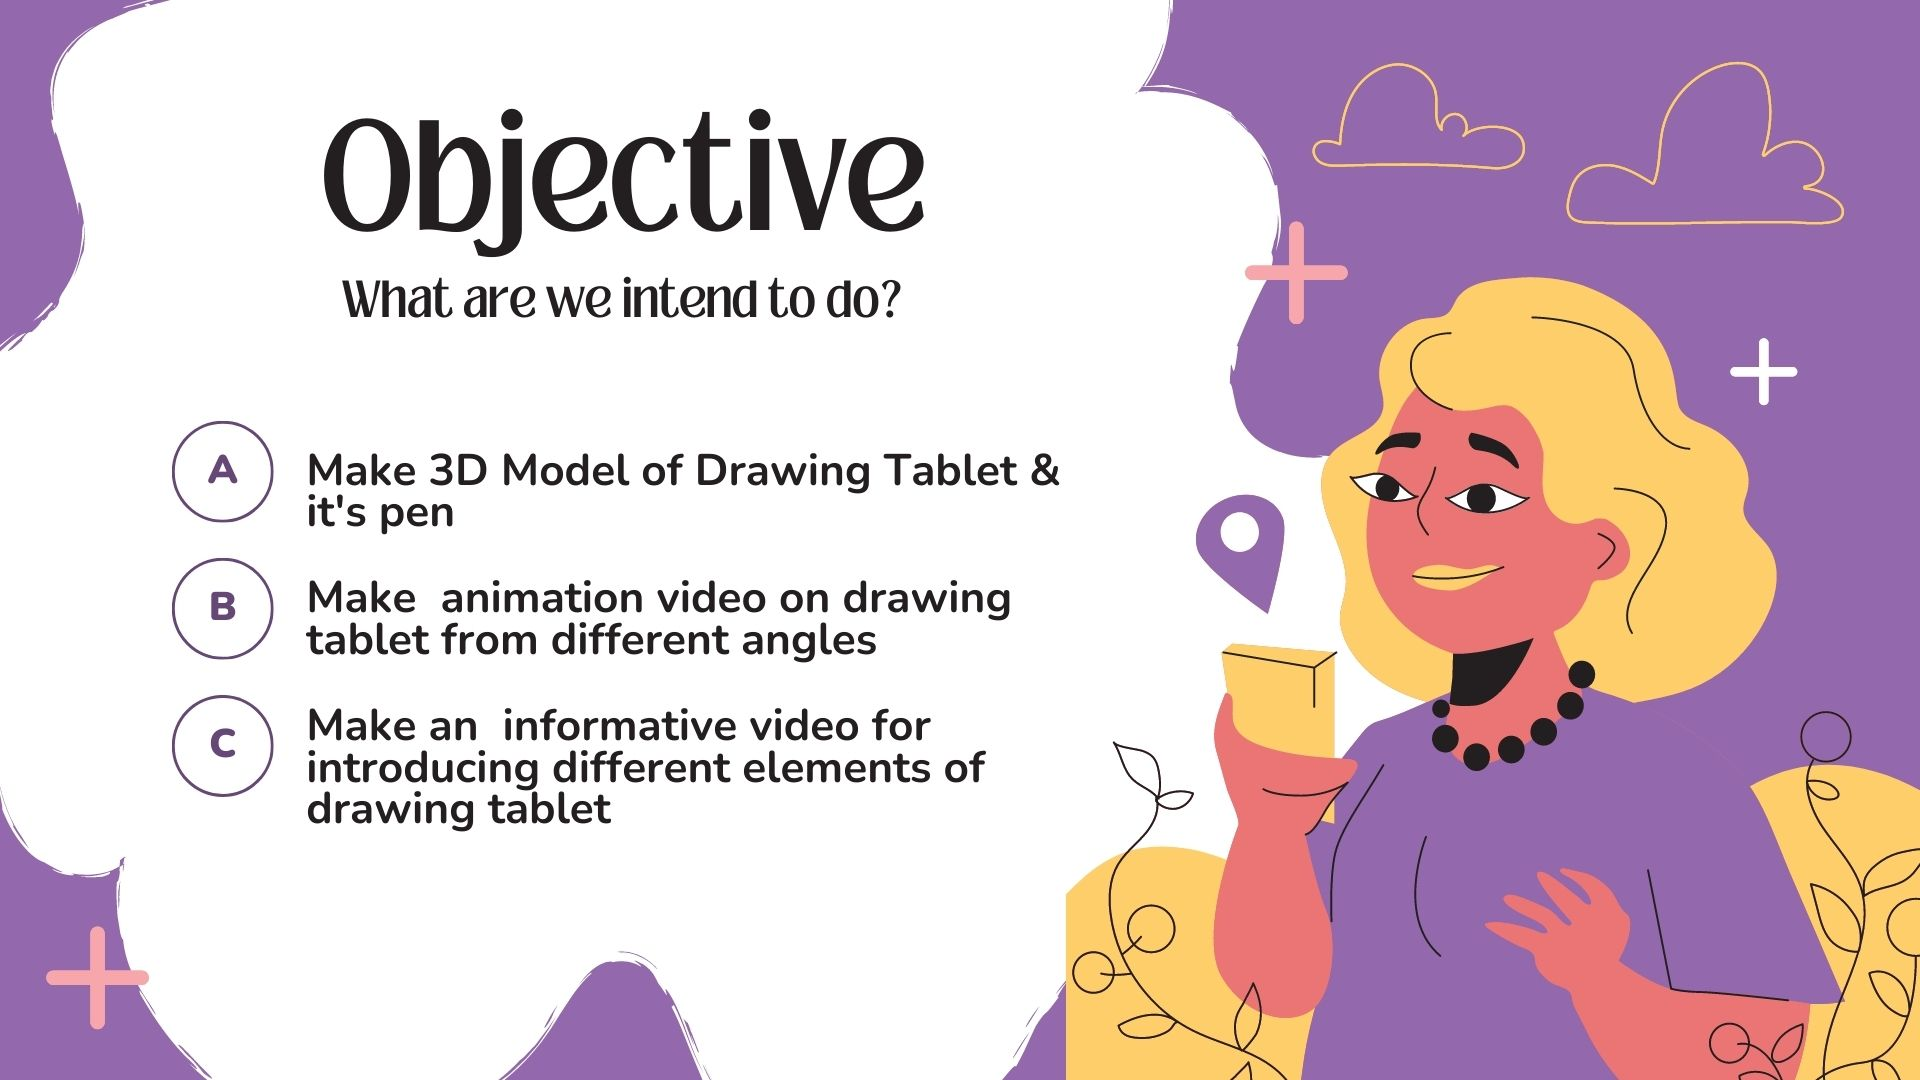 Objective
What are we intend to do?
A
Make 3D Model of Drawing Tablet &
it's pen
B
Make  animation video on drawing
tablet from different angles
C
Make an  informative video for
introducing different elements of
drawing tablet